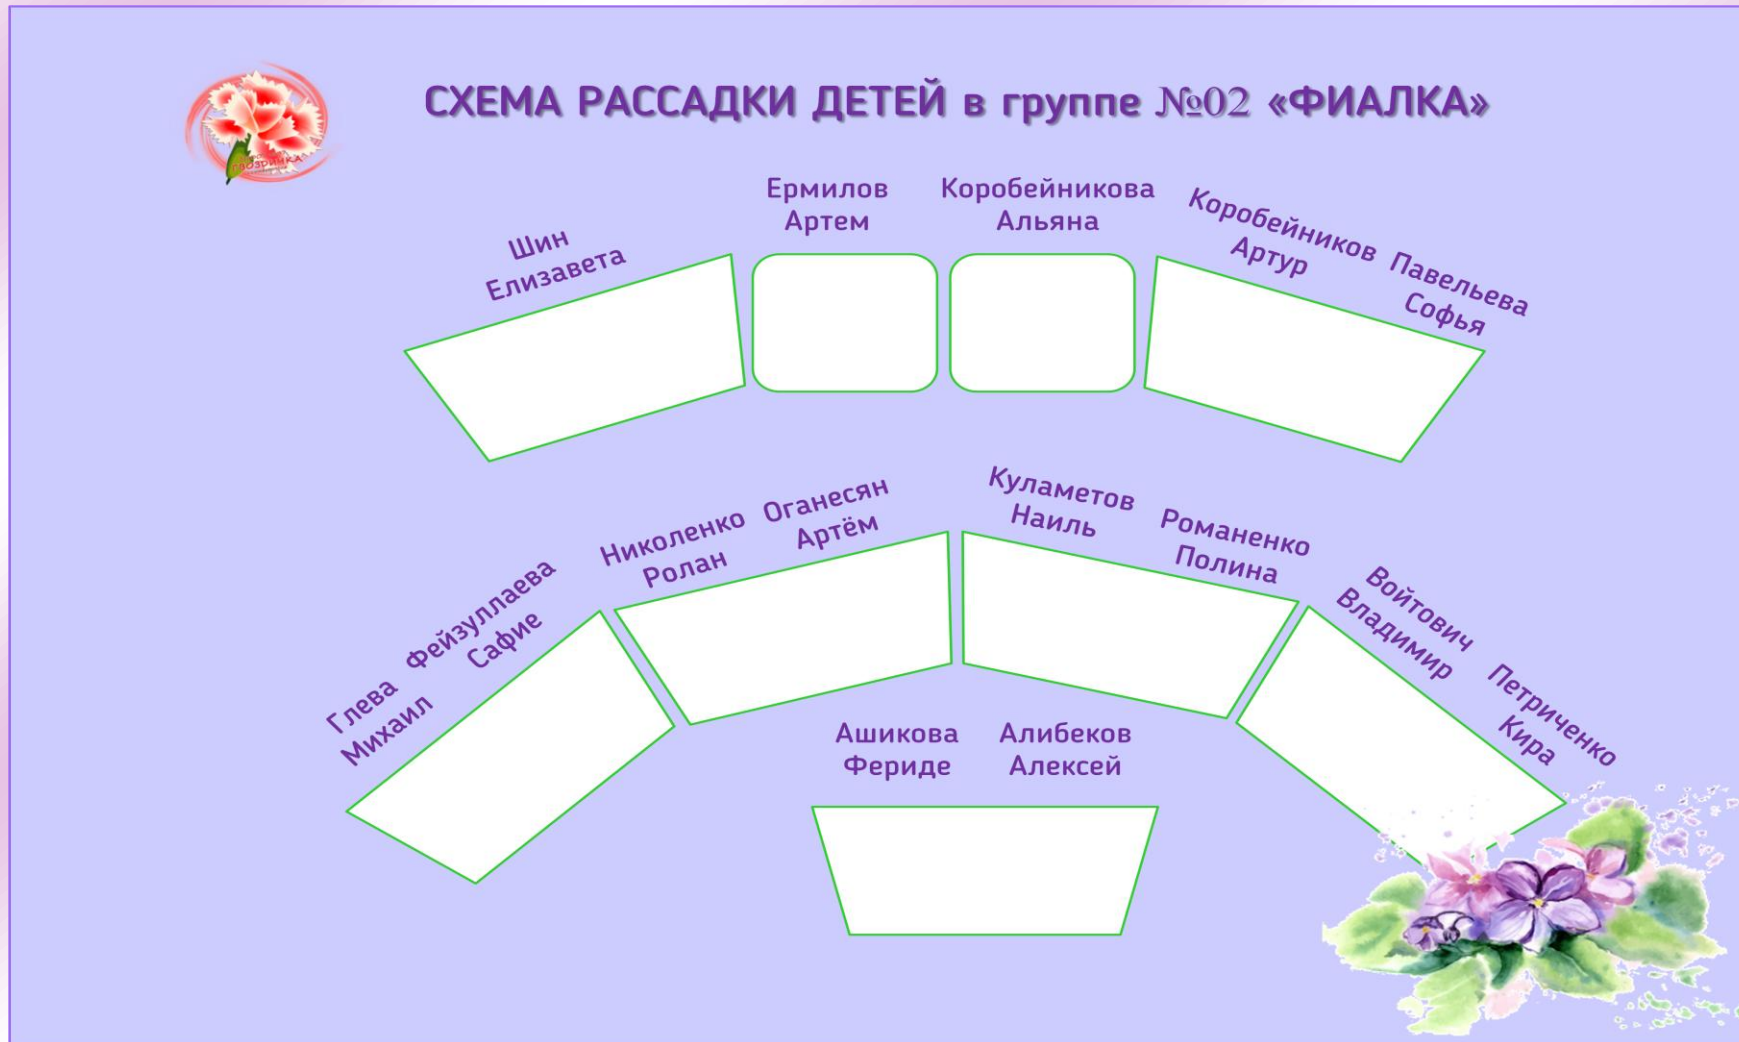 СХЕМА РАССАДКИ ДЕТЕЙ в группе №02 «ФИАЛКА»
Шин
Елизавета
Ермилов
Артем
Коробейникова
Альяна
Коробейников
Артур
Павельева
Софья
Глева
Михаил
Фейзуллаева
Сафие
Николенко
Ролан
Оганесян
Артём
Куламетов
Наиль
Романенко
Полина
Войтович
Владимир
Петриченко
Кира
Ашикова
Фериде
Алибеков
Алексей